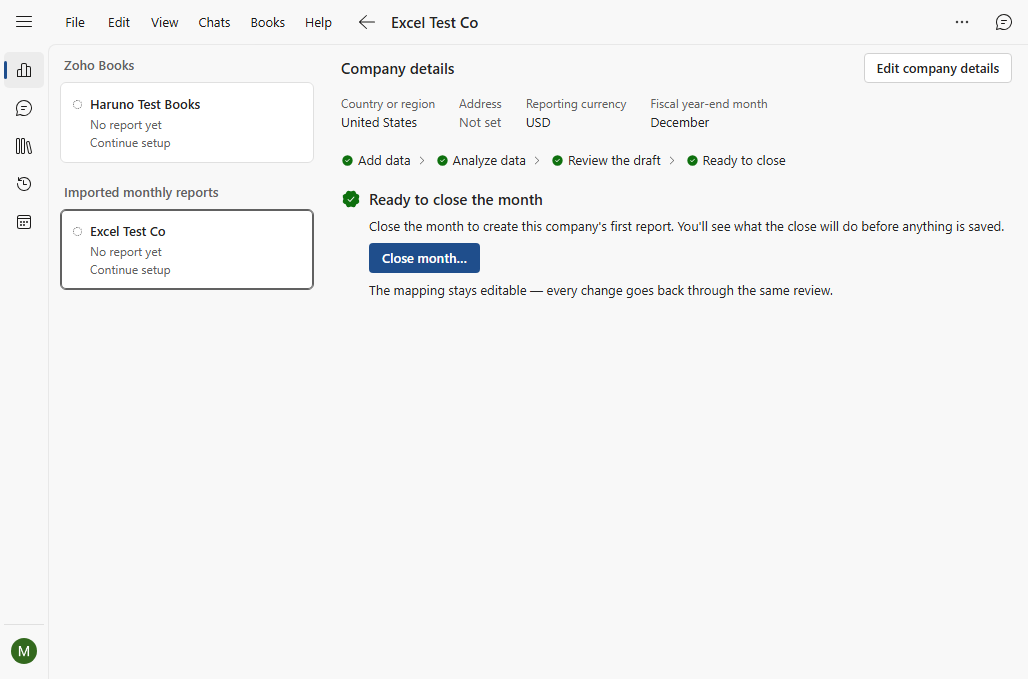 File Edit View Chats Books Help Excel Test Co
Zoho Books
Haruno Test Books
No report yet
Continue setup
Imported monthly reports
Excel Test Co
No report yet
Continue setup
Company details
Edit company details
Country or region Address Reporting currency Fiscal year-end month
United States Not set USD December
Add data Analyze data Review the draft Ready to close
Ready to close the month
Close the month to create this company's first report. You'll see what the close will do before anything is saved.
Close month...
The mapping stays editable — every change goes back through the same review.
M